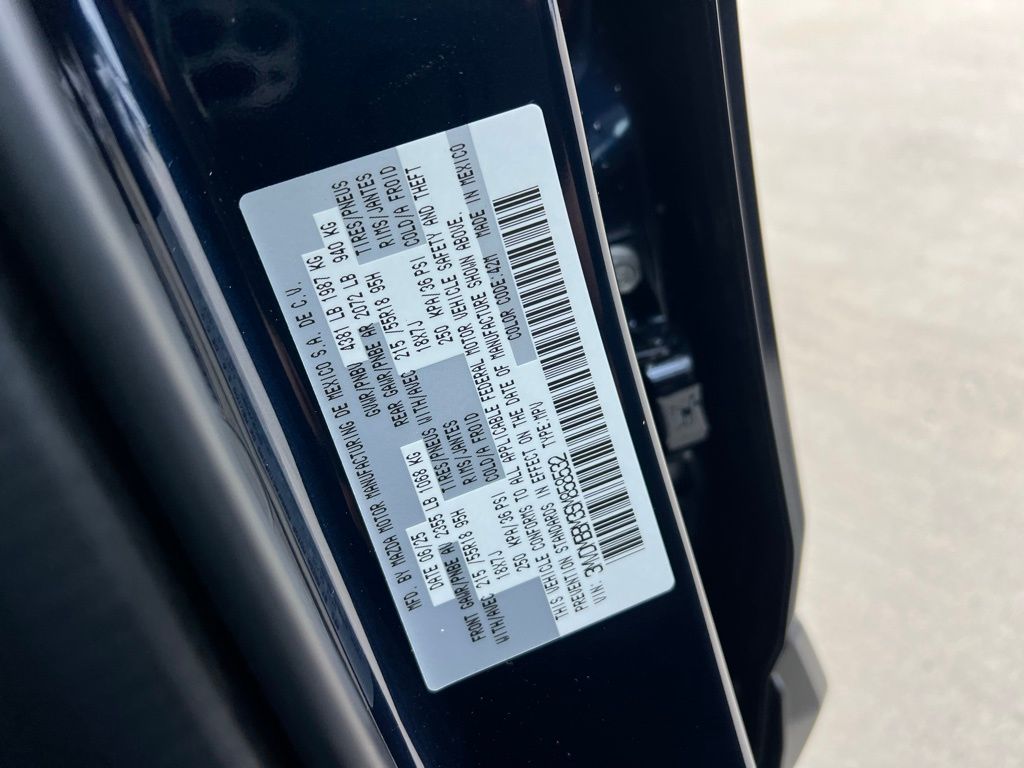 MFD. BY MAZDA MOTOR MANUFACTURING DE MEXICO S.A. DE C.V.
DATE 06/25 GVWR/PNBV 4381 LB 1987 KG
FRONT GAWR/PNBE AV 2355 LB 1068 KG REAR GAWR/PNBE AR 2072 LB 940 KG
WITH/AVEC 215 /55R18 95H TIRES/PNEUS WITH/AVEC 215 /55R18 95H TIRES/PNEUS
18X7J RIMS/JANTES 18X7J RIMS/JANTES
250 KPA/36 PSI COLD/A FROID 250 KPA/36 PSI COLD/A FROID
THIS VEHICLE CONFORMS TO ALL APPLICABLE FEDERAL MOTOR VEHICLE SAFETY AND THEFT
PREVENTION STANDARDS IN EFFECT ON THE DATE OF MANUFACTURE SHOWN ABOVE.
VIN: TYPE:MPV COLOR CODE:42M MADE IN MEXICO